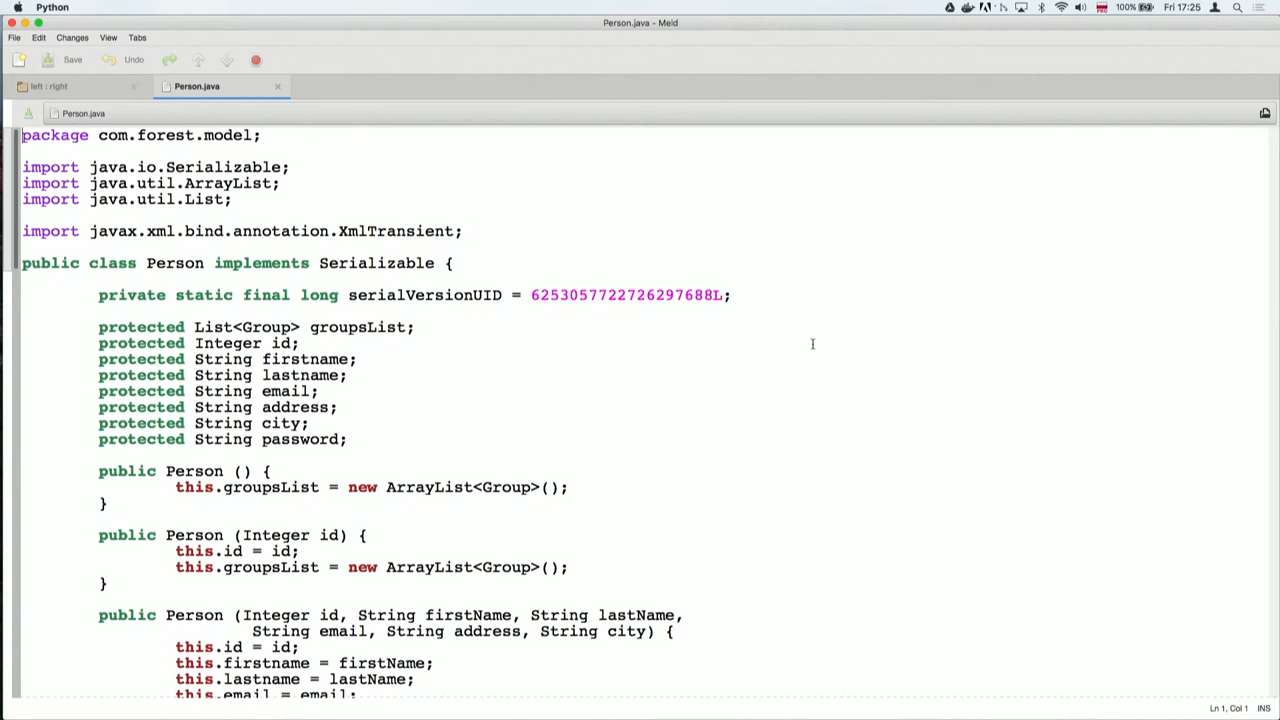 Python
100%
Fri 17:25
Person.java - Meld
File Edit Changes View Tabs
Save Undo
left : right
Person.java
Person.java
package com.forest.model;
import java.io.Serializable;
import java.util.ArrayList;
import java.util.List;
import javax.xml.bind.annotation.XmlTransient;
public class Person implements Serializable {
private static final long serialVersionUID = 6253057722726297688L;
protected List<Group> groupsList;
protected Integer id;
protected String firstname;
protected String lastname;
protected String email;
protected String address;
protected String city;
protected String password;
public Person () {
this.groupsList = new ArrayList<Group>();
}
public Person (Integer id) {
this.id = id;
this.groupsList = new ArrayList<Group>();
}
public Person (Integer id, String firstName, String lastName,
String email, String address, String city) {
this.id = id;
this.firstname = firstName;
this.lastname = lastName;
this.email = email;
Ln 1, Col 1 INS